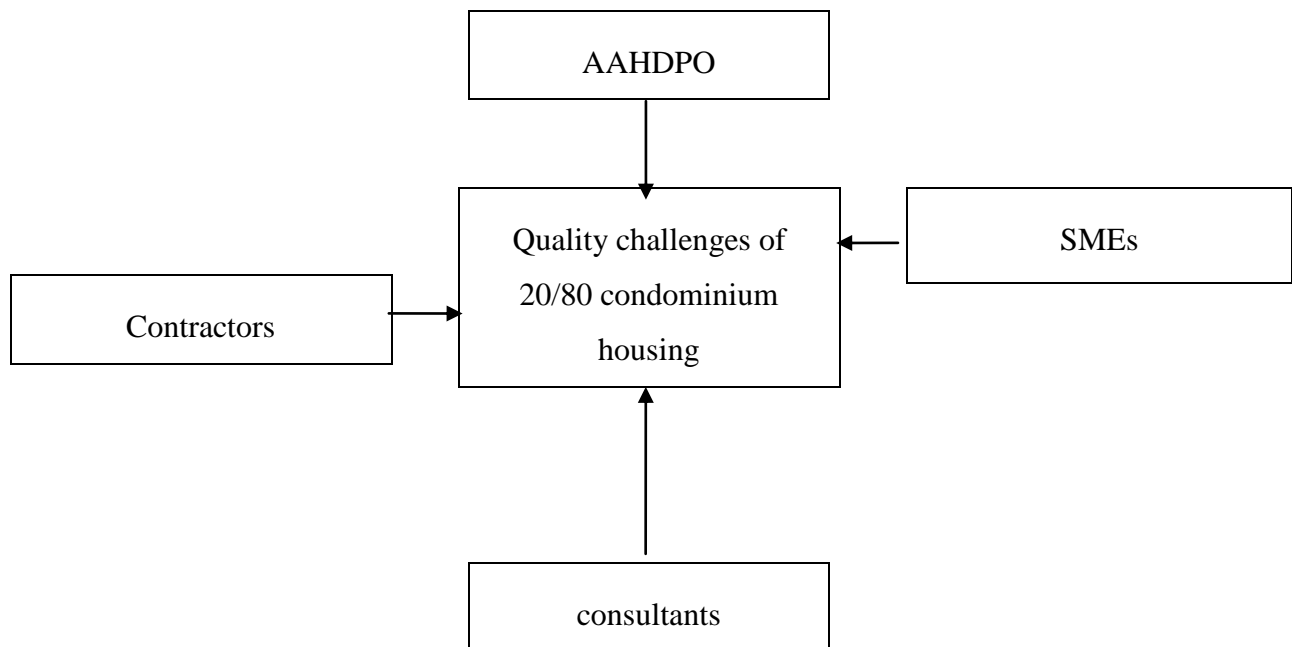 AAHDPO
Quality challenges of
20/80 condominium
housing
SMEs
Contractors
consultants